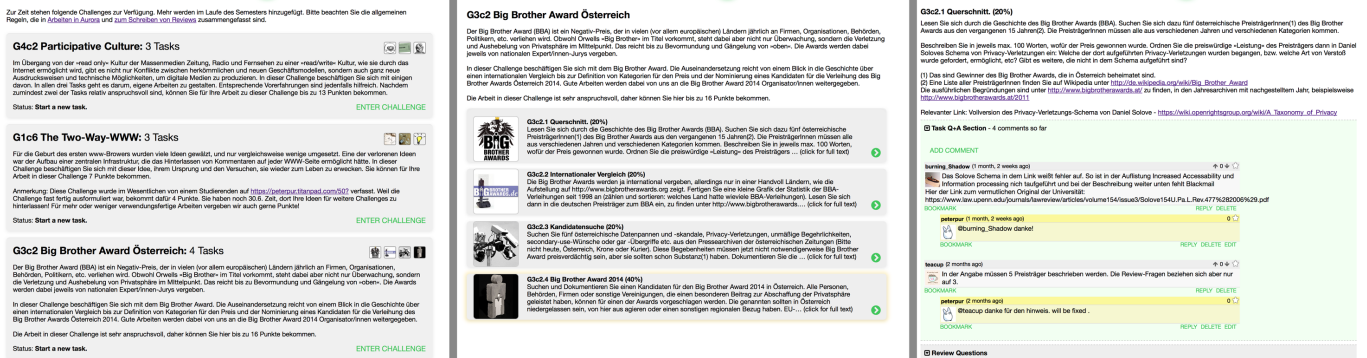 Zur Zeit stehen folgende Challenges zur Verfügung. Mehr werden im Laufe des Semesters hinzugefügt. Bitte beachten Sie die allgemeinen
Regeln, die in Arbeiten in Aurora und zum Schreiben von Reviews zusammengefasst sind.
G4c2 Participative Culture: 3 Tasks
Im Übergang von der «read only» Kultur der Massenmedien Zeitung, Radio und Fernsehen zu einer «read/write» Kultur, wie sie durch das
Internet ermöglicht wird, gibt es nicht nur Konflikte zwischen herkömmlichen und neuen Geschäftsmodellen, sondern auch ganz neue
Ausdrucksweisen und technische Möglichkeiten, um digitale Medien zu produzieren. In dieser Challenge beschäftigen Sie sich mit einigen
davon. In allen drei Tasks geht es darum, eigene Arbeiten zu gestalten. Entsprechende Vorerfahrungen sind jedenfalls hilfreich. Nachdem
zumindest zwei der Tasks relativ anspruchsvoll sind, können Sie für Ihre Arbeit zu dieser Challenge bis zu 13 Punkten bekommen.
Status: Start a new task.
ENTER CHALLENGE
G1c6 The Two-Way-WWW: 3 Tasks
Für die Geburt des ersten www-Browsers wurden viele Ideen gewälzt, und nur vergleichsweise wenige umgesetzt. Eine der verlorenen Ideen
war der Aufbau einer zentralen Infrastruktur, die das Hinterlassen von Kommentaren auf jeder WWW-Seite ermöglicht hätte. In dieser
Challenge beschäftigen Sie sich mit dieser Idee, ihrem Ursprung und den Versuchen, sie wieder zum Leben zu erwecken. Sie können für Ihre
Arbeit in dieser Challenge 7 Punkte bekommen.
Anmerkung: Diese Challenge wurde im Wesentlichen von einem Studierenden auf https://peterpur.titanpad.com/50? verfasst. Weil die
Challenge fast fertig ausformuliert war, bekommt dafür 4 Punkte. Sie haben noch 30.6. Zeit, dort Ihre Ideen für weitere Challenges zu
hinterlassen! Für mehr oder weniger verwendungsfertige Arbeiten vergeben wir auch gerne Punkte!
Status: Start a new task.
ENTER CHALLENGE
G3c2 Big Brother Award Österreich: 4 Tasks
Der Big Brother Award (BBA) ist ein Negativ-Preis, der in vielen (vor allem europäischen) Ländern jährlich an Firmen, Organisationen,
Behörden, Politikern, etc. verliehen wird. Obwohl Orwells «Big Brother» im Titel vorkommt, steht dabei aber nicht nur Überwachung, sondern
die Verletzung und Aushebelung von Privatsphäre im Mittelpunkt. Das reicht bis zu Bevormundung und Gängelung von «oben». Die Awards
werden dabei jeweils von nationalen Expert/innen-Jurys vergeben.
In dieser Challenge beschäftigen Sie sich mit dem Big Brother Award. Die Auseinandersetzung reicht von einem Blick in die Geschichte über
einen internationalen Vergleich bis zur Definition von Kategorien für den Preis und der Nominierung eines Kandidaten für die Verleihung des
Big Brother Awards Österreich 2014. Gute Arbeiten werden dabei von uns an die Big Brother Award 2014 Organisator/innen weitergegeben.
Die Arbeit in dieser Challenge ist sehr anspruchsvoll, daher können Sie hier bis zu 16 Punkte bekommen.
Status: Start a new task.
ENTER CHALLENGE
G3c2 Big Brother Award Österreich
Der Big Brother Award (BBA) ist ein Negativ-Preis, der in vielen (vor allem europäischen) Ländern jährlich an Firmen, Organisationen, Behörden,
Politikern, etc. verliehen wird. Obwohl Orwells «Big Brother» im Titel vorkommt, steht dabei aber nicht nur Überwachung, sondern die Verletzung
und Aushebelung von Privatsphäre im Mittelpunkt. Das reicht bis zu Bevormundung und Gängelung von «oben». Die Awards werden dabei
jeweils von nationalen Expert/innen-Jurys vergeben.
In dieser Challenge beschäftigen Sie sich mit dem Big Brother Award. Die Auseinandersetzung reicht von einem Blick in die Geschichte über
einen internationalen Vergleich bis zur Definition von Kategorien für den Preis und der Nominierung eines Kandidaten für die Verleihung des Big
Brother Awards Österreich 2014. Gute Arbeiten werden dabei von uns an die Big Brother Award 2014 Organisator/innen weitergegeben.
Die Arbeit in dieser Challenge ist sehr anspruchsvoll, daher können Sie hier bis zu 16 Punkte bekommen.
BIG BROTHER AWARDS
G3c2.1 Querschnitt. (20%)
Lesen Sie sich durch die Geschichte des Big Brother Awards (BBA). Suchen Sie sich dazu fünf österreichische
PreisträgerInnen(1) des Big Brother Awards aus den vergangenen 15 Jahren(2). Die PreisträgerInnen müssen alle
aus verschiedenen Jahren und verschiedenen Kategorien kommen. Beschreiben Sie in jeweils max. 100 Worten,
wofür der Preis gewonnen wurde. Ordnen Sie die preiswürdige «Leistung» des Preisträgers ... (click for full text)
BIG BROTHER AWARDS.de
G3c2.2 Internationaler Vergleich (20%)
Die Big Brother Awards werden ja international vergeben, allerdings nur in einer Handvoll Ländern, wie die
Aufstellung auf http://www.bigbrotherawards.org zeigt. Fertigen Sie eine kleine Grafik der Statistik der BBA-
Verleihungen seit 1998 an (zählen und sortieren; welches Land hatte wieviele BBA-Verleihungen). Lesen Sie sich
dann in die deutschen Preisträger zum BBA ein, zu finden unter http://www.bigbrotherawards.... (click for full text)
G3c2.3 Kandidatensuche (20%)
Suchen Sie fünf österreichische Datenpannen und -skandale, Privacy-Verletzungen, unmäßige Begehrlichkeiten,
secondary-use-Wünsche oder gar -Übergriffe etc. aus den Pressearchiven der österreichischen Zeitungen (Bitte
nicht heute, Österreich, Krone oder Kurier). Diese Begebenheiten müssen jetzt nicht notwendigerweise Big Brother
Award preisverdächtig sein, aber sie sollten schon Substanz(1) haben. Dokumentieren Sie die ... (click for full text)
G3c2.4 Big Brother Award 2014 (40%)
Suchen und Dokumentieren Sie einen Kandidaten für den Big Brother Award 2014 in Österreich. Alle Personen,
Behörden, Firmen oder sonstige Vereinigungen, die einen besonderen Beitrag zur Abschaffung der Privatsphäre
geleistet haben, können für einen der Awards vorgeschlagen werden. Die genannten sollten in Österreich
niedergelassen sein, von hier aus agieren oder einen sonstigen regionalen Bezug haben. EU-... (click for full text)
G3c2.1 Querschnitt. (20%)
Lesen Sie sich durch die Geschichte des Big Brother Awards (BBA). Suchen Sie sich dazu fünf österreichische PreisträgerInnen(1) des Big Brother
Awards aus den vergangenen 15 Jahren(2). Die PreisträgerInnen müssen alle aus verschiedenen Jahren und verschiedenen Kategorien kommen.
Beschreiben Sie in jeweils max. 100 Worten, wofür der Preis gewonnen wurde. Ordnen Sie die preiswürdige «Leistung» des Preisträgers dann in Daniel
Soloves Schema von Privacy-Verletzungen ein: Welche der dort aufgeführten Privacy-Verletzungen wurden begangen, bzw. welche Art von Verstoß
wurde gefordert, ermöglicht, etc? Gibt es weitere, die nicht in dem Schema aufgeführt sind?
(1) Das sind Gewinner des Big Brother Awards, die in Österreich beheimatet sind.
(2) Eine Liste aller PreisträgerInnen finden Sie auf Wikipedia unter http://de.wikipedia.org/wiki/Big_Brother_Award
Die ausführlichen Begründungen sind unter http://www.bigbrotherawards.at/ zu finden, in den Jahresarchiven mit nachgestelltem Jahr, beispielsweise
http://www.bigbrotherawards.at/2011
Relevanter Link: Vollversion des Privacy-Verletzungs-Schema von Daniel Solove - https://www.openrightsgroup.org/wiki/A_Taxonomy_of_Privacy
Task Q+A Section - 4 comments so far
ADD COMMENT
burning_Shadow (1 month, 2 weeks ago)
0
Das Solove Schema in dem Link weißt fehler auf. So ist in der Auflistung Increased Accessability und
Information processing nich aufgeführt und bei der Beschreibung weiter unten fehlt Blackmail
Hier der Link zum vermutlichen Original der Universität:
https://www.law.upenn.edu/journals/lawreview/articles/volume154/issue3/Solove154U.Pa.L.Rev.477%282006%29.pdf
BOOKMARK
REPLY DELETE
peterpur (1 month, 2 weeks ago)
0
@burning_Shadow danke!
BOOKMARK
REPLY DELETE EDIT
teacup (2 months ago)
0
In der Angabe müssen 5 Preisträger beschrieben werden. Die Review-Fragen beziehen sich aber nur
auf 3.
BOOKMARK
REPLY DELETE
peterpur (2 months ago)
0
@teacup danke für den hinweis. will be fixed .
BOOKMARK
REPLY DELETE EDIT
Review Questions